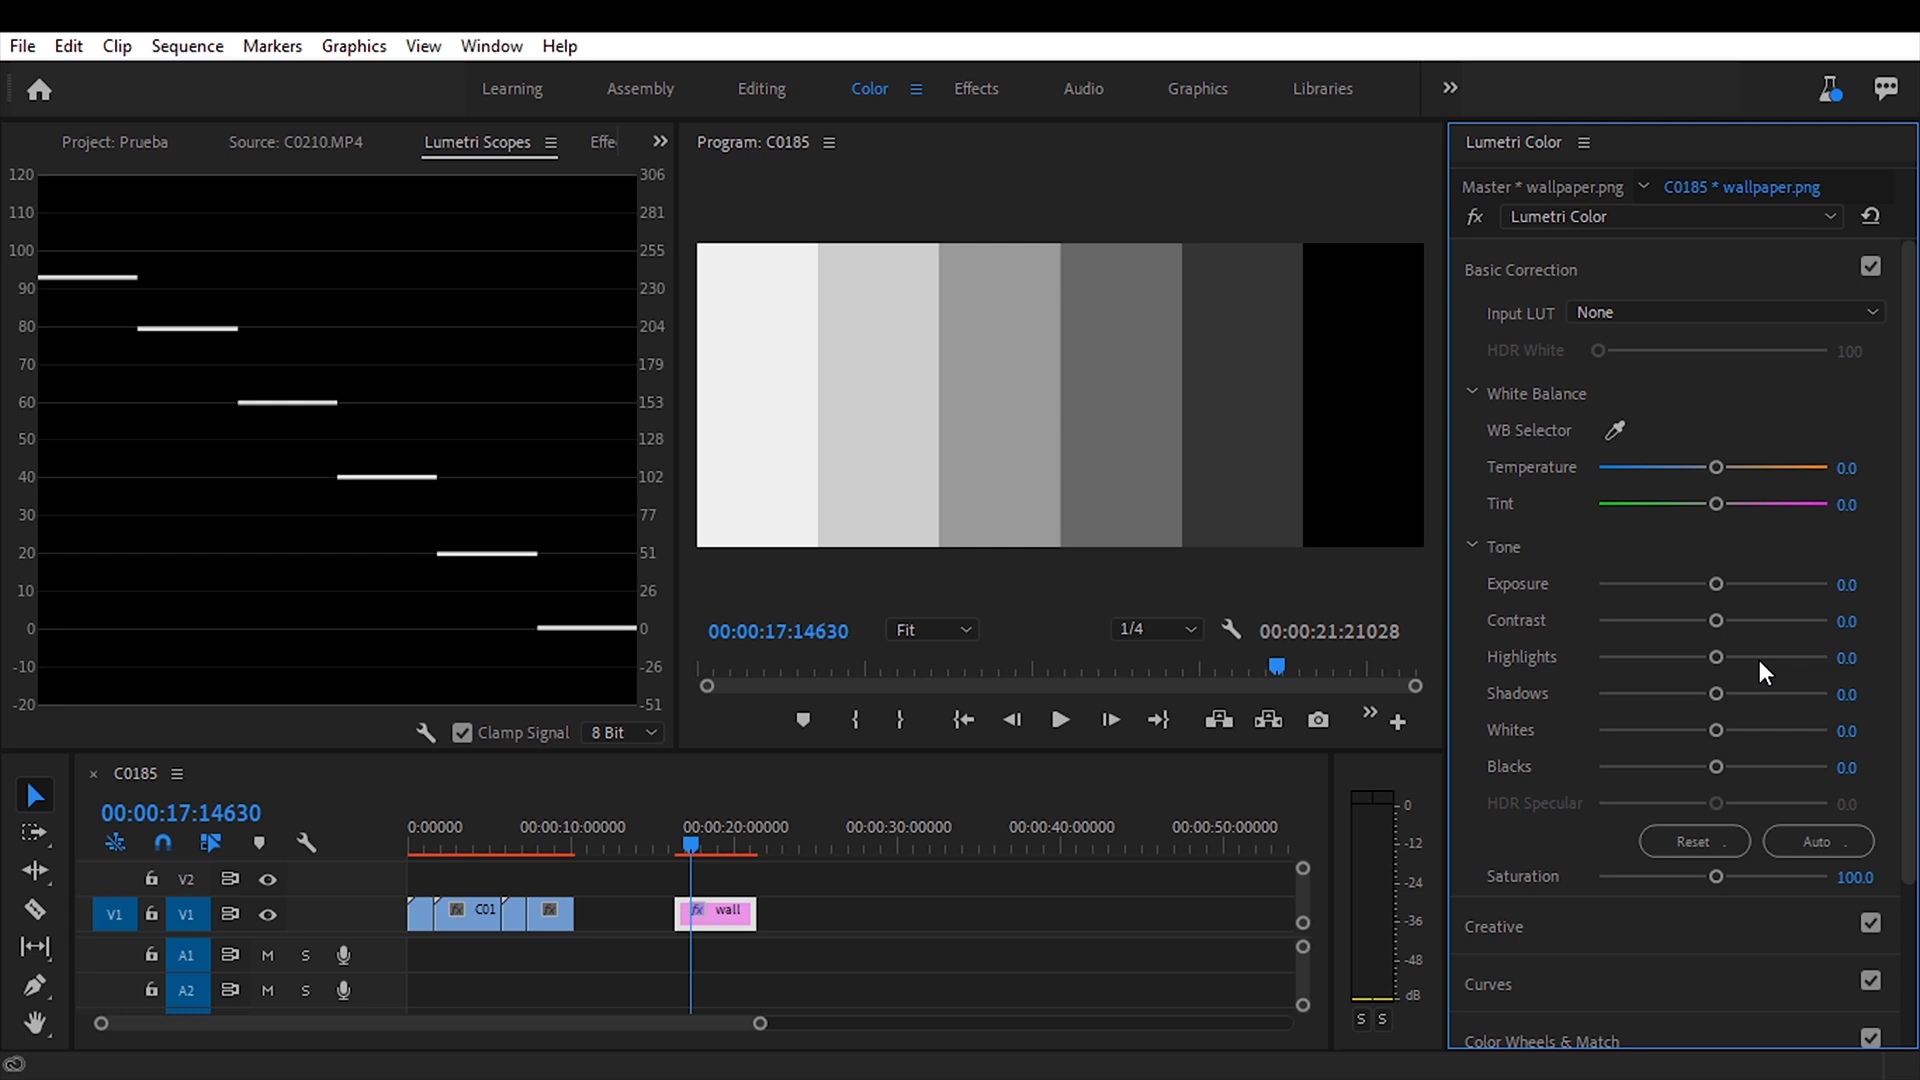 File Edit Clip Sequence Markers Graphics View Window Help
Learning Assembly Editing Color Effects Audio Graphics Libraries
Project: Prueba Source: C0210.MP4 Lumetri Scopes Effe
120 306
110 281
100 255
90 230
80 204
70 179
60 153
50 128
40 102
30 77
20 51
10 26
0 0
-10 -26
-20 -51
Clamp Signal 8 Bit
Program: C0185
00:00:17:14630 Fit 1/4 00:00:21:21028
Lumetri Color
Master * wallpaper.png C0185 * wallpaper.png
fx Lumetri Color
Basic Correction
Input LUT None
HDR White 100
White Balance
WB Selector
Temperature 0.0
Tint 0.0
Tone
Exposure 0.0
Contrast 0.0
Highlights 0.0
Shadows 0.0
Whites 0.0
Blacks 0.0
HDR Specular 0.0
Reset Auto
Saturation 100.0
Creative
Curves
Color Wheels & Match
× C0185
00:00:17:14630
0:00000 00:00:10:00000 00:00:20:00000 00:00:30:00000 00:00:40:00000 00:00:50:00000
V2
V1 V1 fx C01 fx fx wall
A1 M S
A2 M S
0
-12
-24
-36
-48
dB
S S